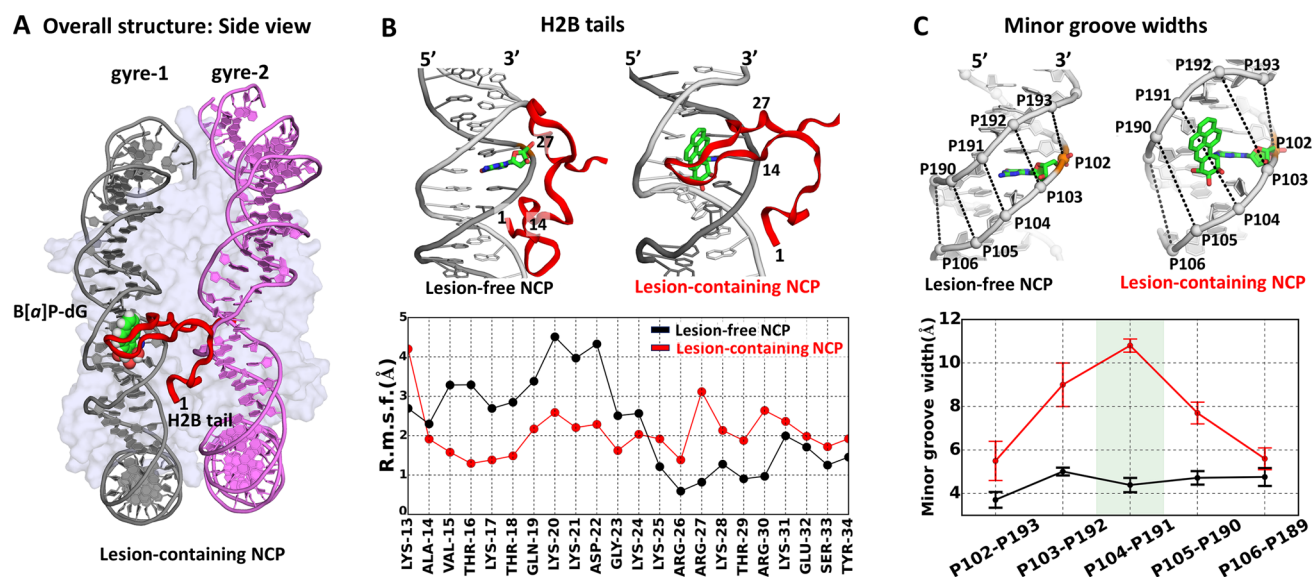 A Overall structure: Side view
gyre-1
gyre-2
B[a]P-dG
1
H2B tail
Lesion-containing NCP
B
H2B tails
5’ 3’
27
1
14
Lesion-free NCP
5’ 3’
27
14
1
Lesion-containing NCP
R.m.s.f.(Å)
5
4
3
2
1
0
Lesion-free NCP
Lesion-containing NCP
LYS-13
ALA-14
VAL-15
THR-16
LYS-17
THR-18
GLN-19
LYS-20
LYS-21
ASP-22
GLY-23
LYS-24
LYS-25
ARG-26
ARG-27
LYS-28
THR-29
ARG-30
LYS-31
GLU-32
SER-33
TYR-34
C
Minor groove widths
5’ 3’
P193
P192
P191
P190
P102
P103
P104
P105
P106
Lesion-free NCP
5’ 3’
P192 P193
P191
P190
P102
P103
P104
P105
P106
Lesion-containing NCP
Minor groove width(Å)
12
10
8
6
4
P102-P193
P103-P192
P104-P191
P105-P190
P106-P189